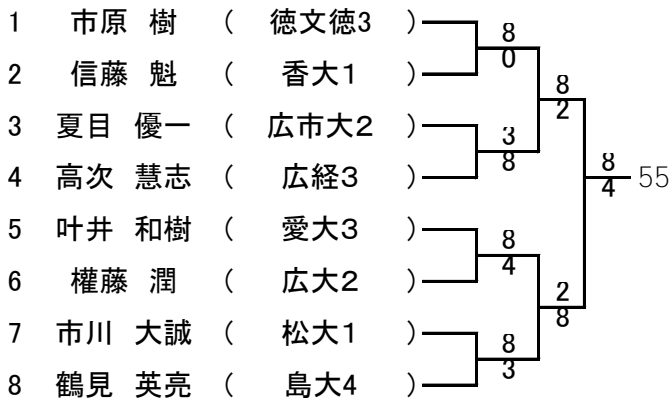 1 市原 樹 ( 徳文徳3 )
8
0
2 信藤 魁 ( 香大1 )
8
2
3 夏目 優一 ( 広市大2 )
3
8
4 高次 慧志 ( 広経3 )
8
4
55
5 叶井 和樹 ( 愛大3 )
8
4
6 權藤 潤 ( 広大2 )
2
8
7 市川 大誠 ( 松大1 )
8
3
8 鶴見 英亮 ( 島大4 )